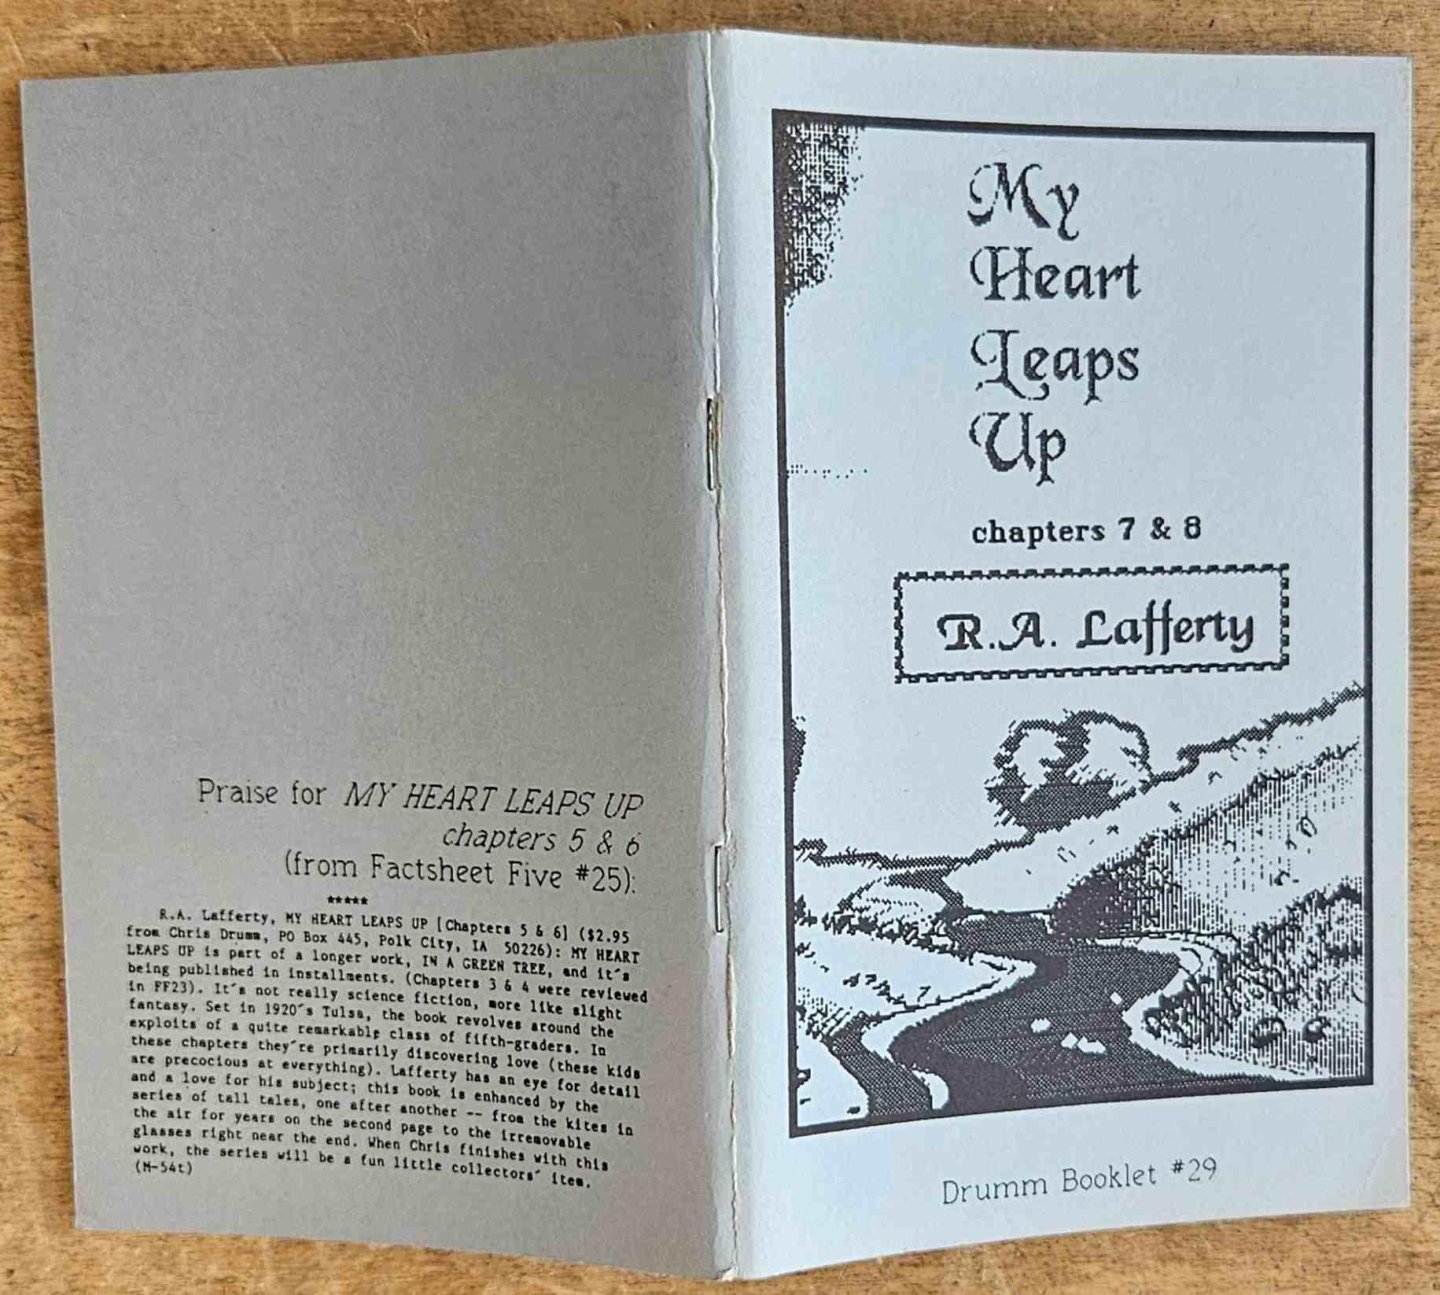 Praise for MY HEART LEAPS UP
chapters 5 & 6
(from Factsheet Five #25):
*****
R.A. Lafferty, MY HEART LEAPS UP [Chapters 5 & 6] ($2.95
from Chris Drumm, PO Box 445, Polk City, IA 50226): MY HEART
LEAPS UP is part of a longer work, IN A GREEN TREE, and it's
being published in installments. (Chapters 3 & 4 were reviewed
in FF23). It's not really science fiction, more like slight
fantasy. Set in 1920's Tulsa, the book revolves around the
exploits of a quite remarkable class of fifth-graders. In
these chapters they're primarily discovering love (these kids
are precocious at everything). Lafferty has an eye for detail
and a love for his subject; this book is enhanced by the
series of tall tales, one after another -- from the kites in
the air for years on the second page to the irremovable
glasses right near the end. When Chris finishes with this
work, the series will be a fun little collectors' item.
(M-54t)
My
Heart
Leaps
Up
chapters 7 & 8
R.A. Lafferty
Drumm Booklet #29